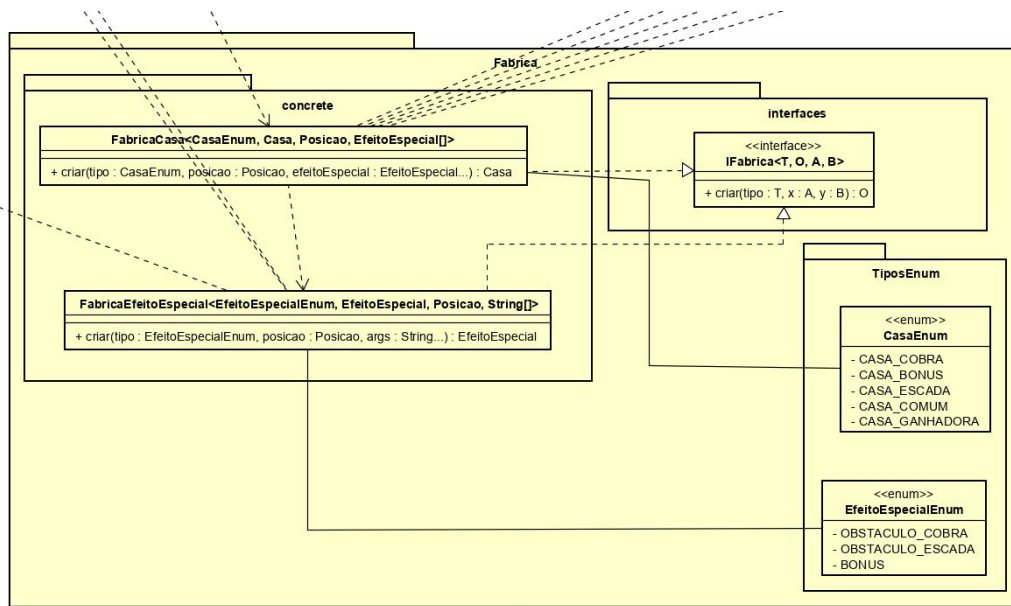 Fabrica
concrete
FabricaCasa<CasaEnum, Casa, Posicao, EfeitoEspecial[]>
+ criar(tipo : CasaEnum, posicao : Posicao, efeitoEspecial : EfeitoEspecial...) : Casa
FabricaEfeitoEspecial<EfeitoEspecialEnum, EfeitoEspecial, Posicao, String[]>
+ criar(tipo : EfeitoEspecialEnum, posicao : Posicao, args : String...) : EfeitoEspecial
interfaces
<<interface>>
IFabrica<T, O, A, B>
+ criar(tipo : T, x : A, y : B) : O
TiposEnum
<<enum>>
CasaEnum
- CASA_COBRA
- CASA_BONUS
- CASA_ESCADA
- CASA_COMUM
- CASA_GANHADORA
<<enum>>
EfeitoEspecialEnum
- OBSTACULO_COBRA
- OBSTACULO_ESCADA
- BONUS